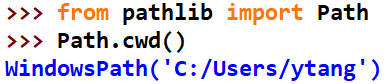 >>> from pathlib import Path
>>> Path.cwd()
WindowsPath('C:/Users/ytang')